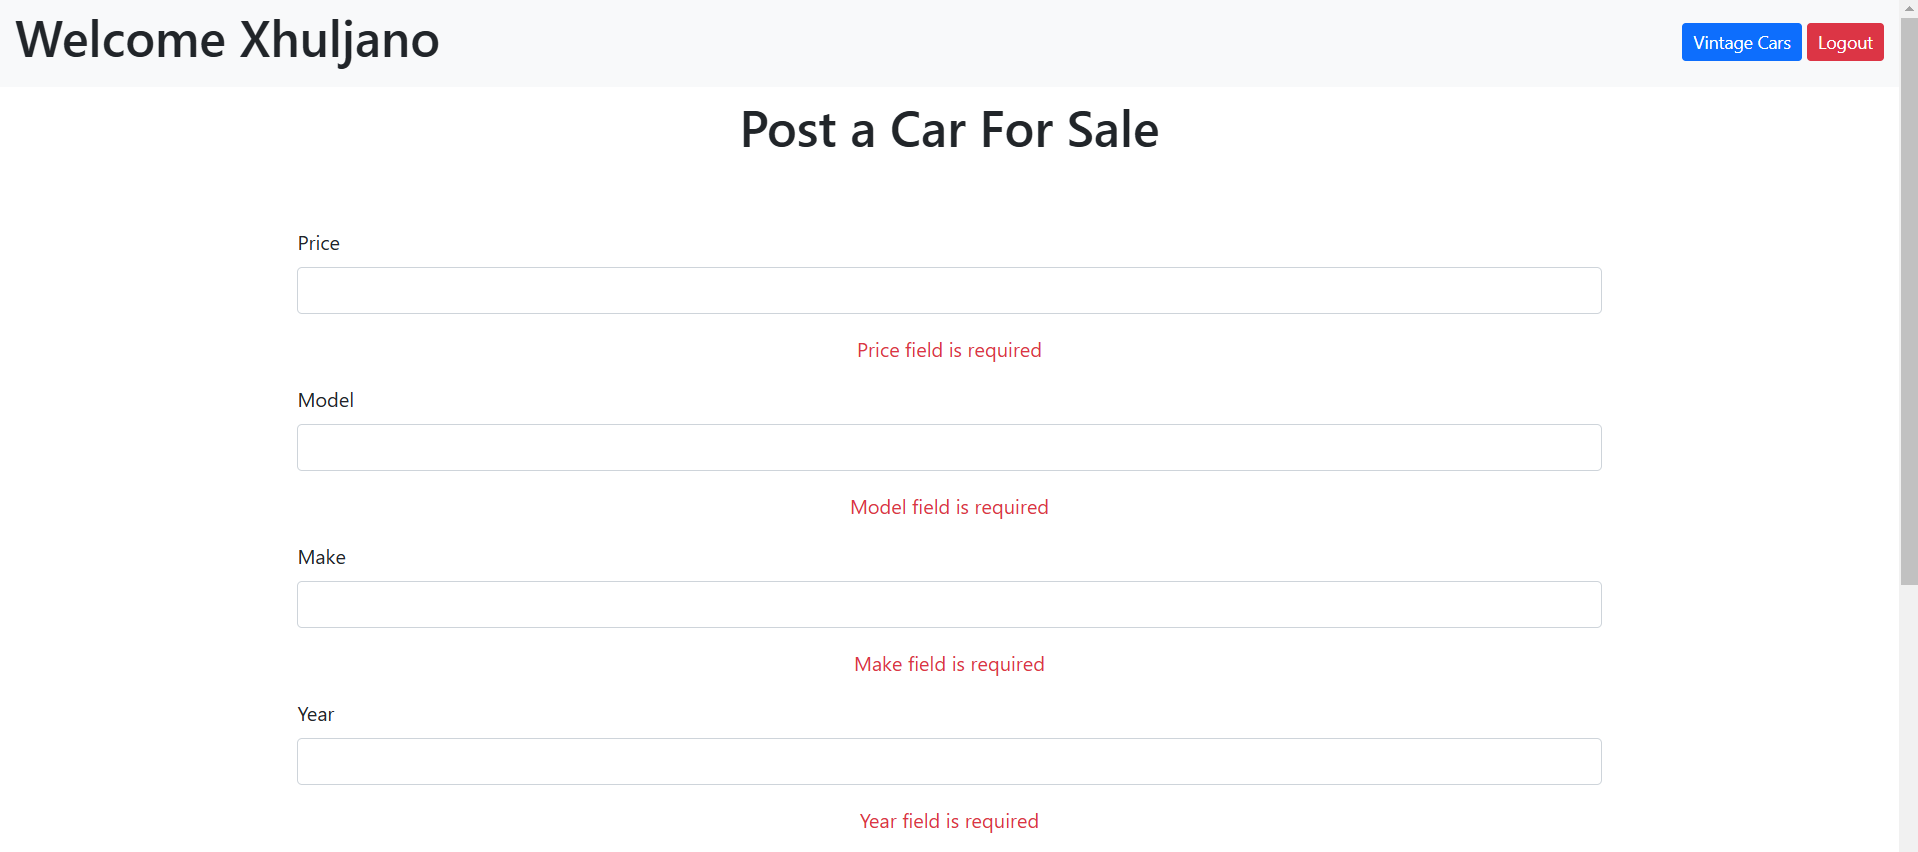 Welcome Xhuljano
Vintage Cars
Logout
Post a Car For Sale
Price
Price field is required
Model
Model field is required
Make
Make field is required
Year
Year field is required